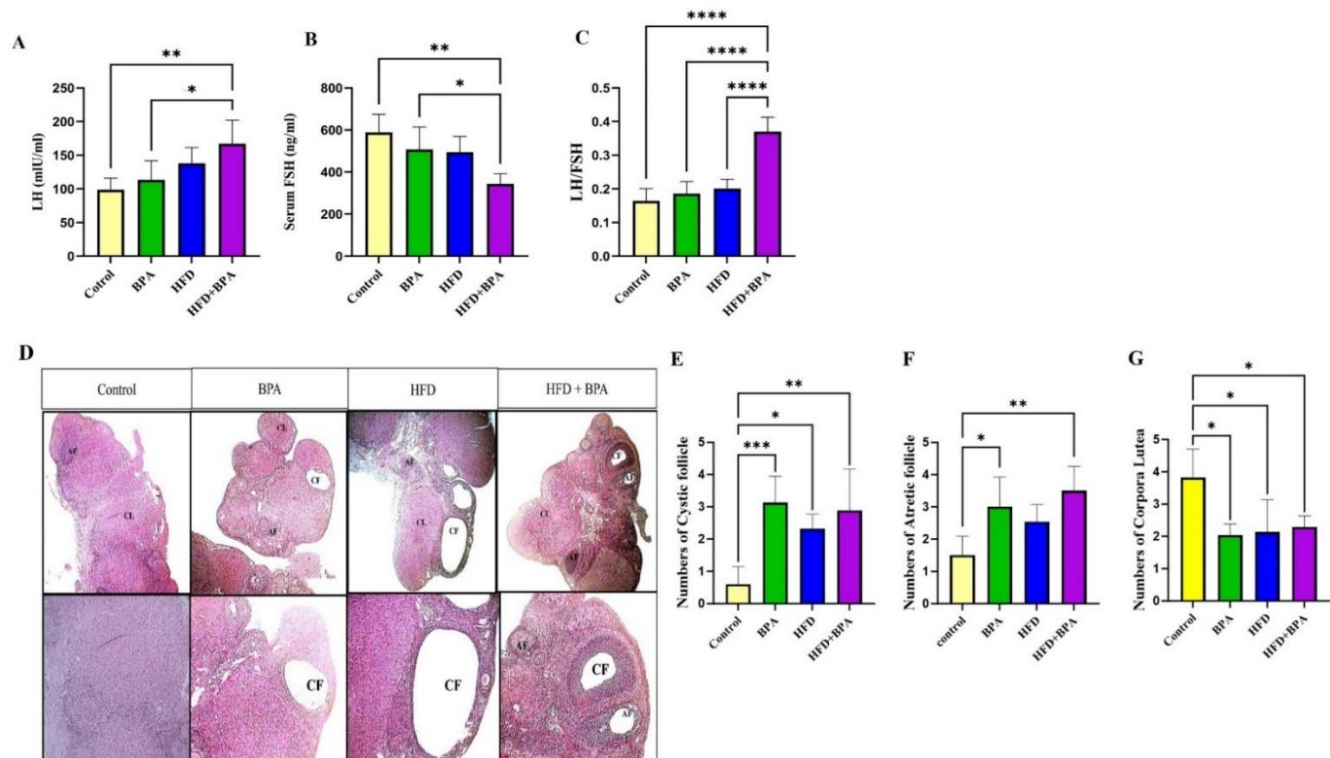 A
**
*
LH (mIU/ml)
250
200
150
100
50
0
Cotrol
BPA
HFD
HFD+BPA
B
**
*
Serum FSH (ng/ml)
800
600
400
200
0
Control
BPA
HFD
HFD+BPA
C
****
****
****
LH/FSH
0.5
0.4
0.3
0.2
0.1
0.0
Control
BPA
HFD
HFD+BPA
D
Control
BPA
HFD
HFD + BPA
AF
CL
CL
CF
AF
AF
CL
CF
CF
AF
CL
AF
CF
CF
AF
CF
AF
E
**
*
***
Numbers of Cystic follicle
5
4
3
2
1
0
Control
BPA
HFD
HFD+BPA
F
**
*
Numbers of Atretic follicle
5
4
3
2
1
0
control
BPA
HFD
HFD+BPA
G
*
*
*
Numbers of Corpora Lutea
5
4
3
2
1
0
Control
BPA
HFD
HFD+BPA